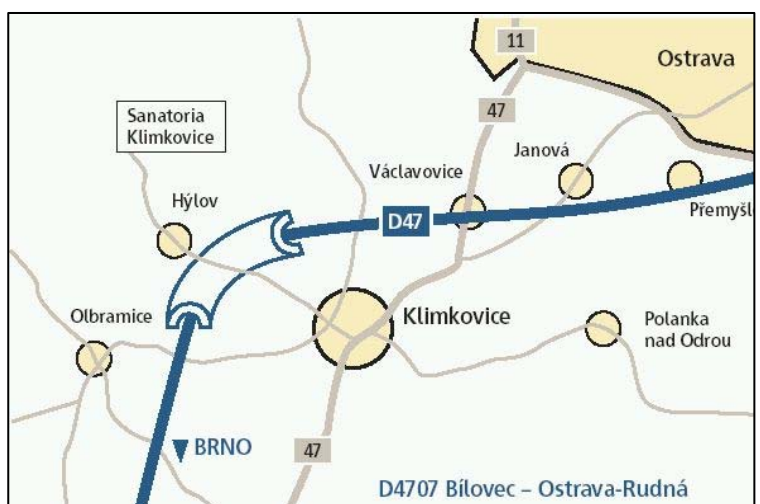 11
Ostrava
47
Sanatoria
Klimkovice
Janová
Václavovice
Hýlov
Přemyšl
D47
Olbramice
Klimkovice
Polanka
nad Odrou
BRNO
47
D4707 Bílovec – Ostrava-Rudná